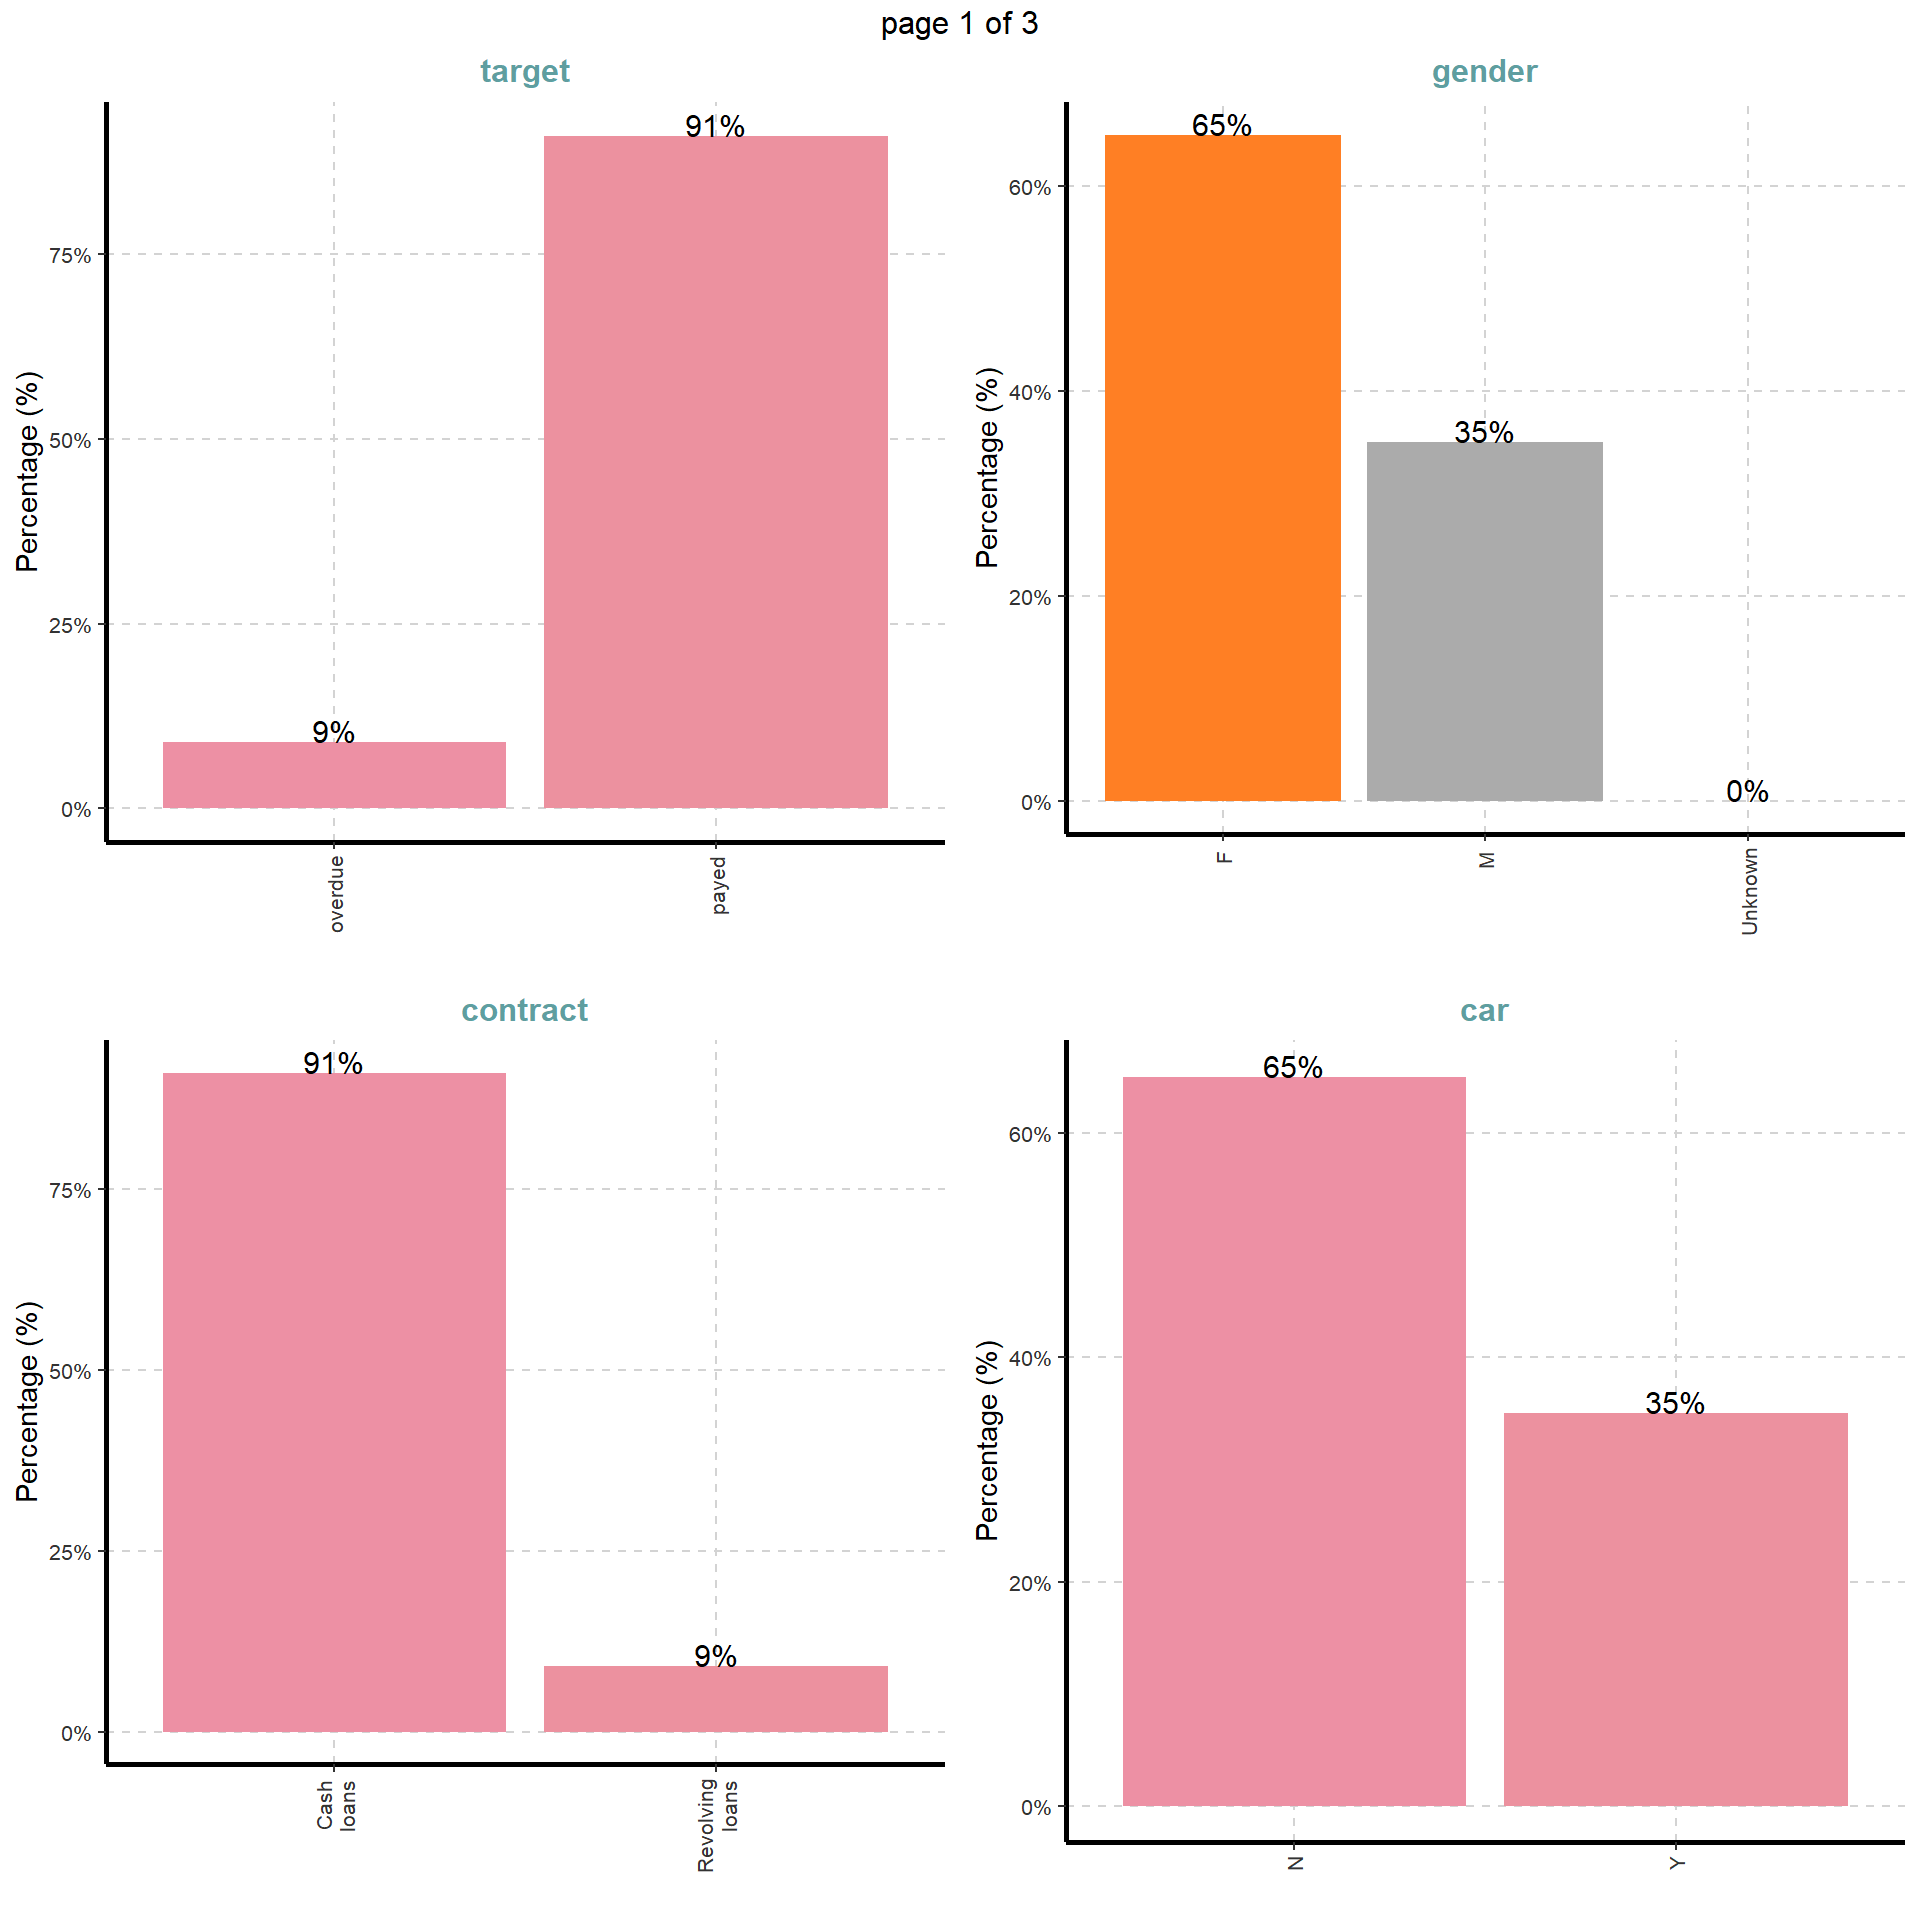 page 1 of 3
target
91%
9%
75%
50%
25%
0%
Percentage (%)
overdue
payed
gender
65%
35%
0%
60%
40%
20%
0%
Percentage (%)
F
M
Unknown
contract
91%
9%
75%
50%
25%
0%
Percentage (%)
Cash
loans
Revolving
loans
car
65%
35%
60%
40%
20%
0%
Percentage (%)
N
Y